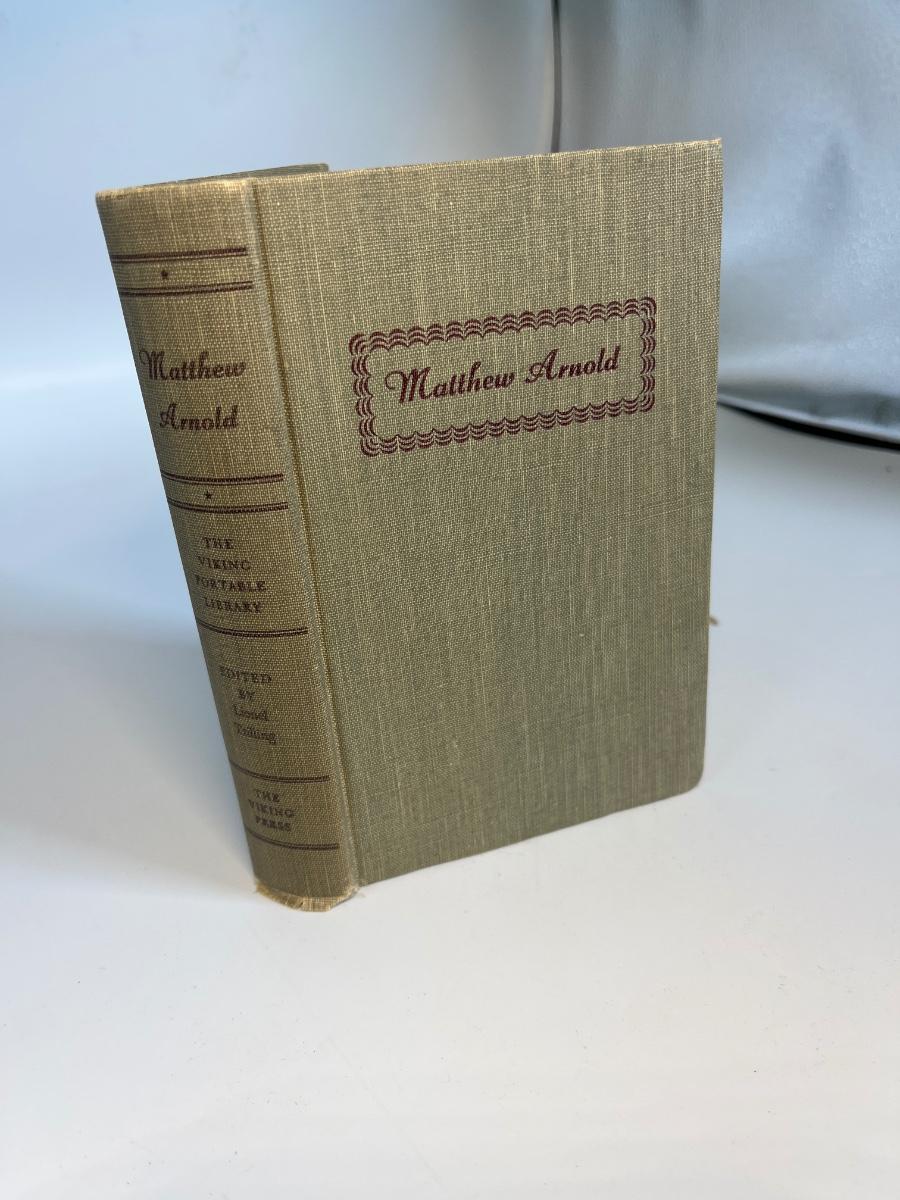 Matthew
Arnold
THE
VIKING
PORTABLE
LIBRARY
EDITED
BY
Lionel
Trilling
THE
VIKING
PRESS
Matthew Arnold